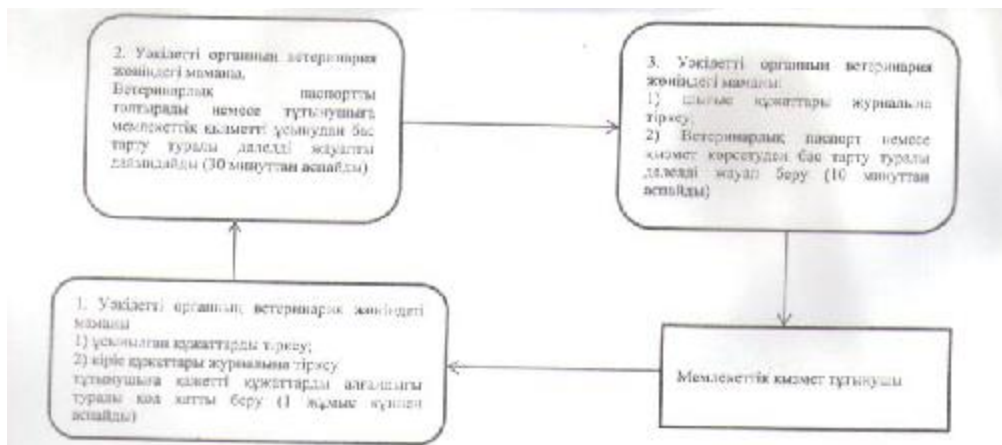 2. Уәкілетті органның ветеринария
жөніндегі маманы.
Ветеринарлық паспортты
толтырады немесе тұтынушыға
мемлекеттік қызметті ұсынудан бас
тарту туралы дәлелді жауапты
дайындайды (30 минуттан аспайды)
3. Уәкілетті органның ветеринария
жөніндегі маманы:
1) шығыс құжаттары журналына
тіркеу;
2) Ветеринарлық паспорт немесе
қызмет көрсетуден бас тарту туралы
дәлелді жауап беру (10 минуттан
аспайды)
1. Уәкілетті органның ветеринария жөніндегі
маманы
1) ұсынылған құжаттарды тіркеу;
2) кіріс құжаттары журналына тіркеу
тұтынушыға қажетті құжаттарды алғандығы
туралы қол хатты беру (1 жұмыс күннен
аспайды)
Мемлекеттік қызмет тұтынушы